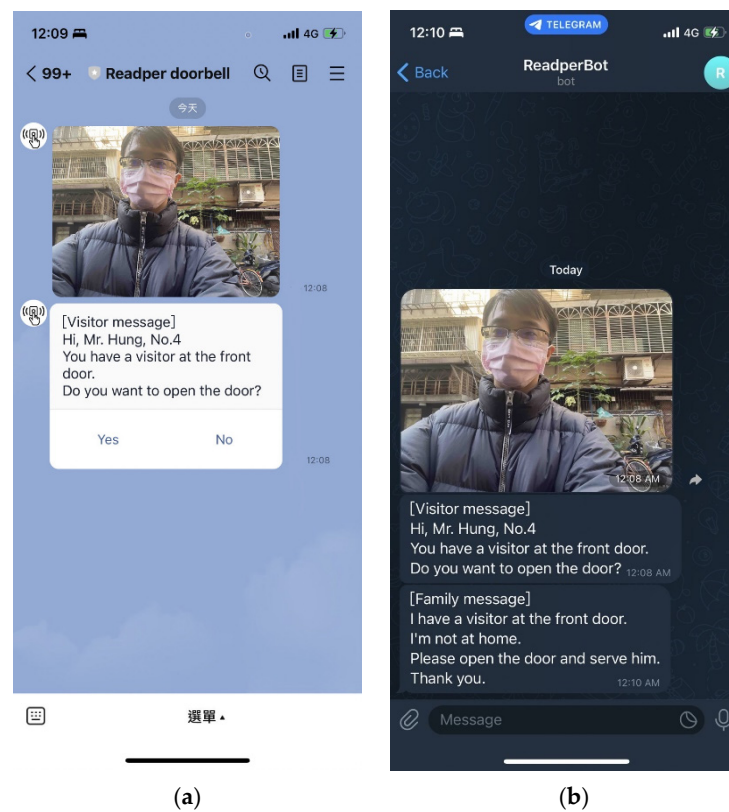 12:09
4G
99+ Readper doorbell
今天
12:08
[Visitor message]
Hi, Mr. Hung, No.4
You have a visitor at the front
door.
Do you want to open the door?
Yes No
12:08
選單
(a)
12:10
TELEGRAM
4G
Back
ReadperBot
bot
R
Today
12:08 AM
[Visitor message]
Hi, Mr. Hung, No.4
You have a visitor at the front door.
Do you want to open the door? 12:08 AM
[Family message]
I have a visitor at the front door.
I'm not at home.
Please open the door and serve him.
Thank you. 12:10 AM
Message
(b)